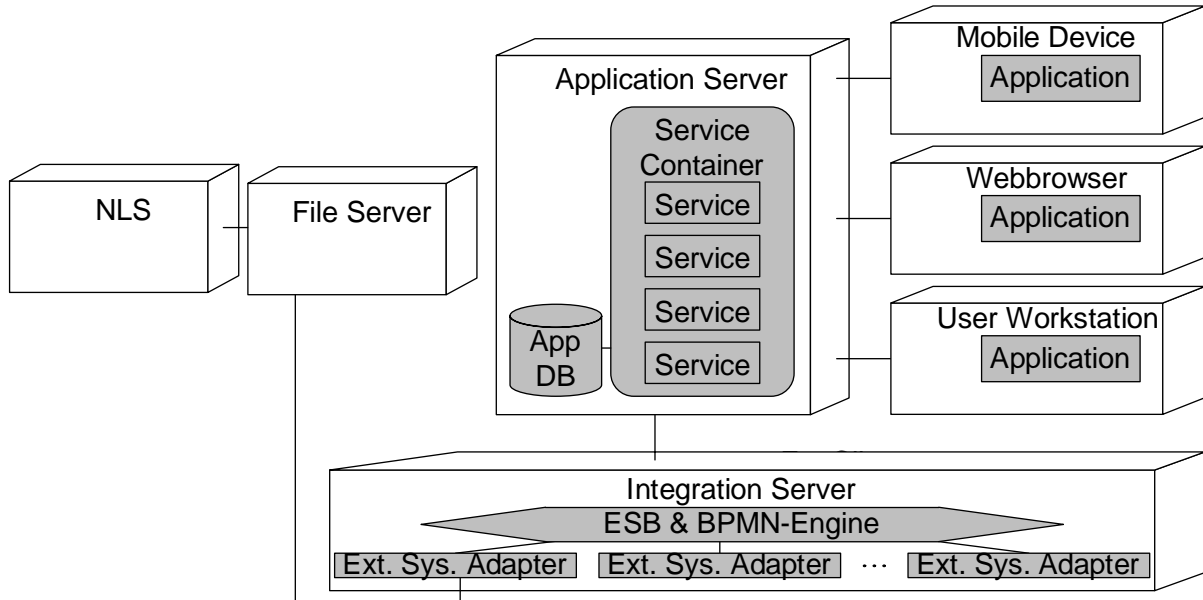 NLS
File Server
Application Server
Service
Container
Service
Service
Service
Service
App
DB
Mobile Device
Application
Webbrowser
Application
User Workstation
Application
Integration Server
ESB & BPMN-Engine
Ext. Sys. Adapter
Ext. Sys. Adapter
...
Ext. Sys. Adapter